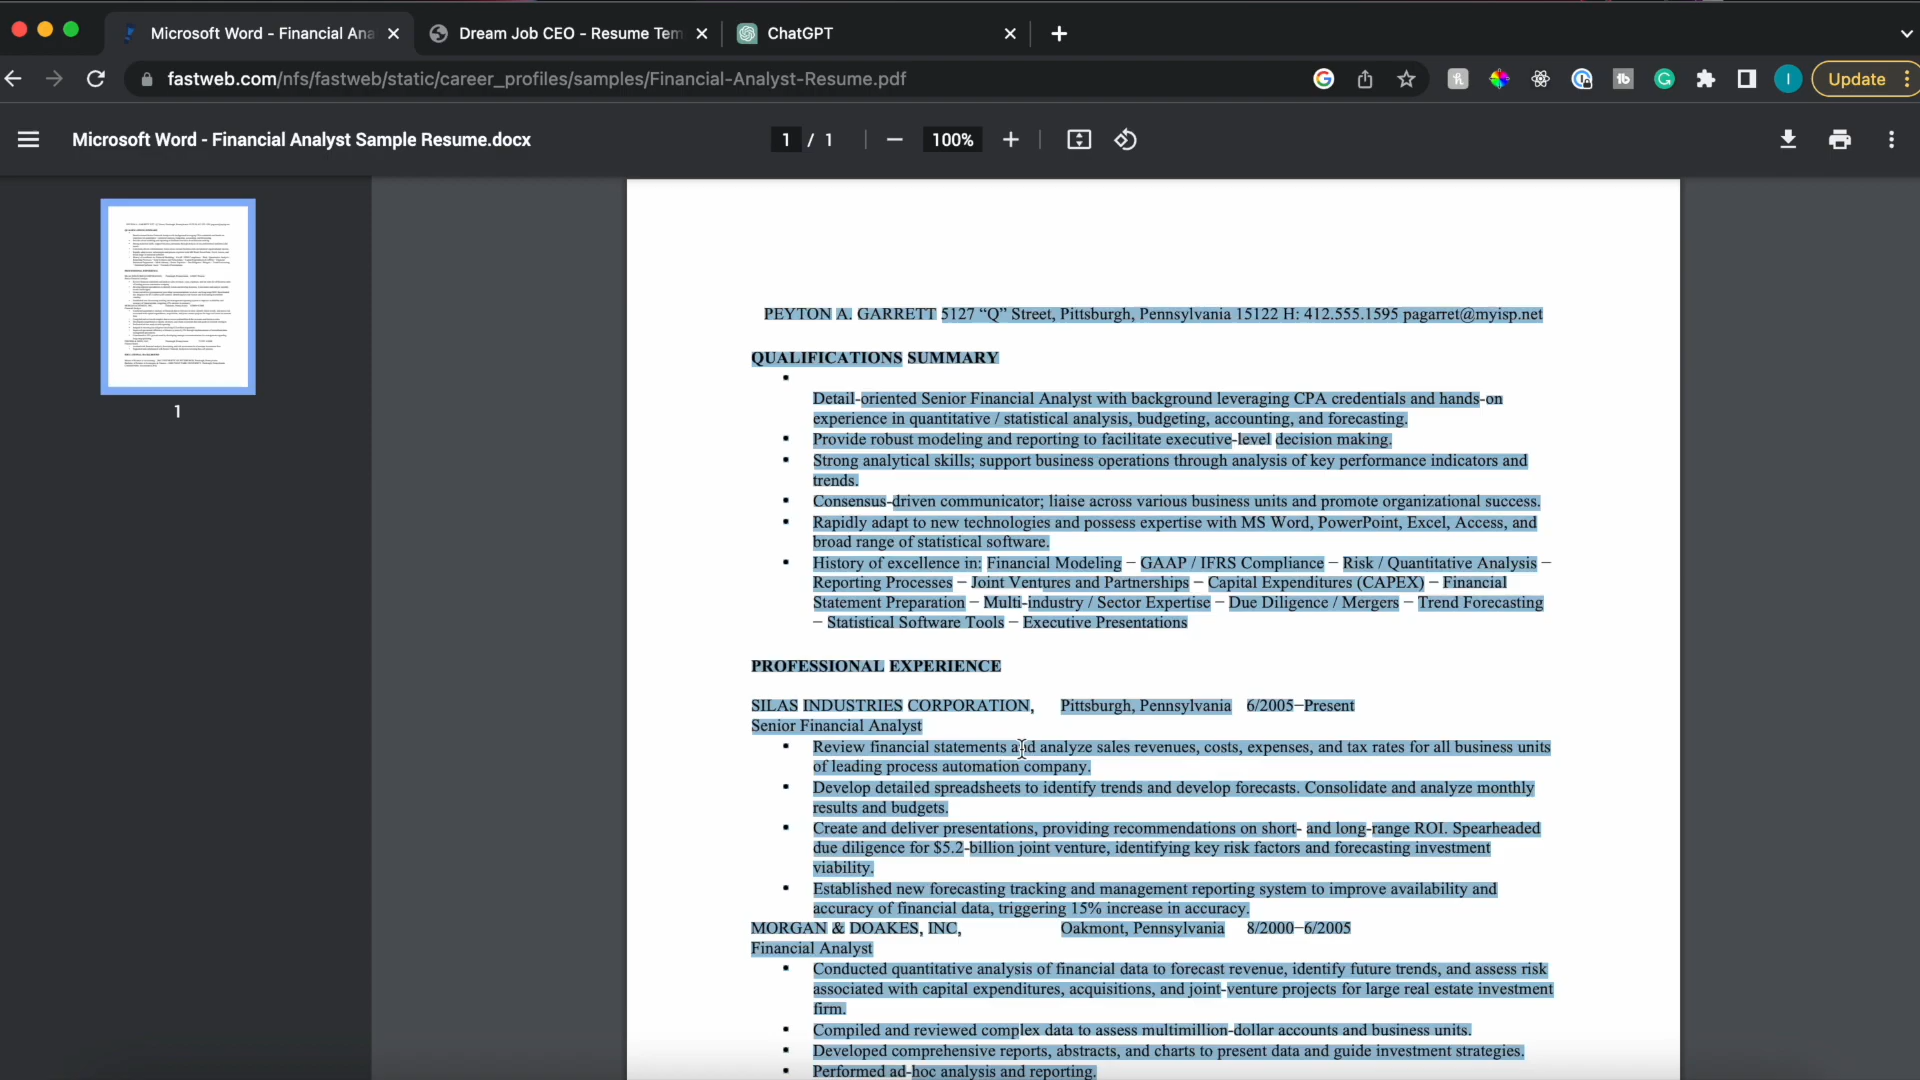 Microsoft Word - Financial Ana
Dream Job CEO - Resume Tem
ChatGPT
fastweb.com/nfs/fastweb/static/career_profiles/samples/Financial-Analyst-Resume.pdf
Update
Microsoft Word - Financial Analyst Sample Resume.docx
1 / 1
100%
1
PEYTON A. GARRETT 5127 “Q” Street, Pittsburgh, Pennsylvania 15122 H: 412.555.1595 pagarret@myisp.net
QUALIFICATIONS SUMMARY
Detail-oriented Senior Financial Analyst with background leveraging CPA credentials and hands-on
experience in quantitative / statistical analysis, budgeting, accounting, and forecasting.
Provide robust modeling and reporting to facilitate executive-level decision making.
Strong analytical skills; support business operations through analysis of key performance indicators and
trends.
Consensus-driven communicator; liaise across various business units and promote organizational success.
Rapidly adapt to new technologies and possess expertise with MS Word, PowerPoint, Excel, Access, and
broad range of statistical software.
History of excellence in: Financial Modeling − GAAP / IFRS Compliance − Risk / Quantitative Analysis −
Reporting Processes − Joint Ventures and Partnerships − Capital Expenditures (CAPEX) − Financial
Statement Preparation − Multi-industry / Sector Expertise − Due Diligence / Mergers − Trend Forecasting
− Statistical Software Tools − Executive Presentations
PROFESSIONAL EXPERIENCE
SILAS INDUSTRIES CORPORATION, Pittsburgh, Pennsylvania 6/2005−Present
Senior Financial Analyst
Review financial statements and analyze sales revenues, costs, expenses, and tax rates for all business units
of leading process automation company.
Develop detailed spreadsheets to identify trends and develop forecasts. Consolidate and analyze monthly
results and budgets.
Create and deliver presentations, providing recommendations on short- and long-range ROI. Spearheaded
due diligence for $5.2-billion joint venture, identifying key risk factors and forecasting investment
viability.
Established new forecasting tracking and management reporting system to improve availability and
accuracy of financial data, triggering 15% increase in accuracy.
MORGAN & DOAKES, INC, Oakmont, Pennsylvania 8/2000−6/2005
Financial Analyst
Conducted quantitative analysis of financial data to forecast revenue, identify future trends, and assess risk
associated with capital expenditures, acquisitions, and joint-venture projects for large real estate investment
firm.
Compiled and reviewed complex data to assess multimillion-dollar accounts and business units.
Developed comprehensive reports, abstracts, and charts to present data and guide investment strategies.
Performed ad-hoc analysis and reporting.